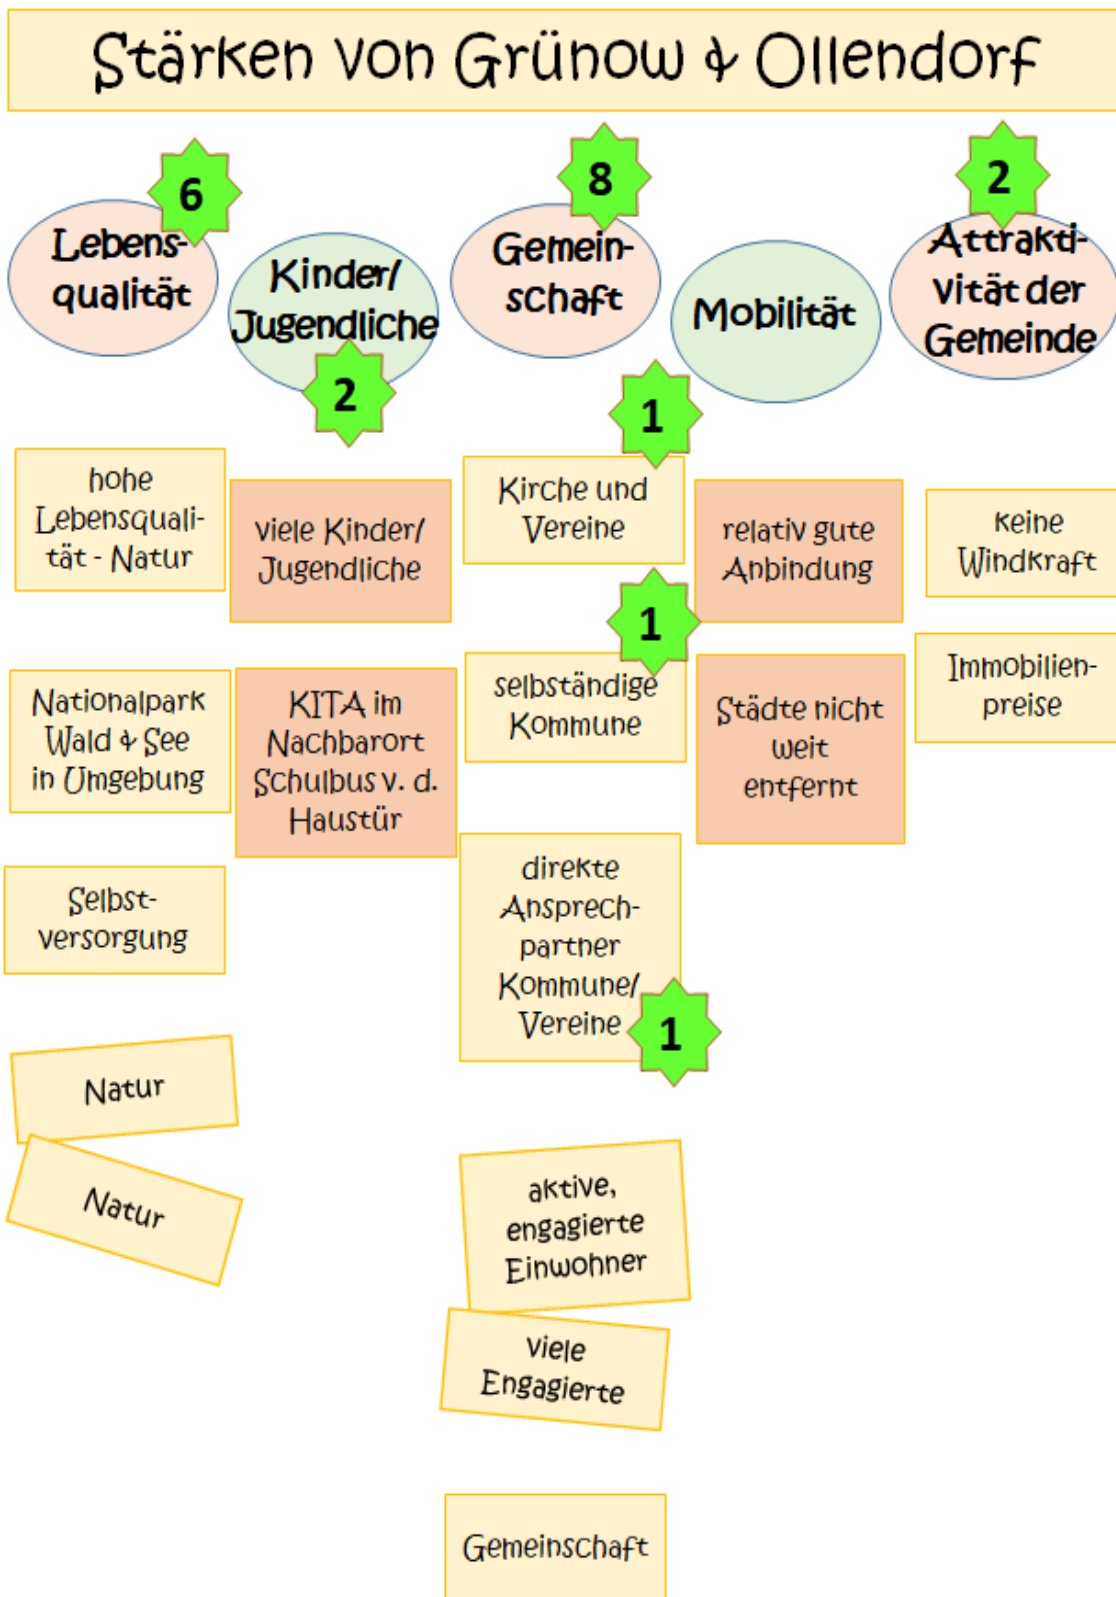 Stärken von Grünow & Ollendorf
6
Lebens-
qualität
hohe
Lebensquali-
tät - Natur
Nationalpark
Wald & See
in Umgebung
Selbst-
versorgung
Natur
Natur
Kinder/
Jugendliche
2
viele Kinder/
Jugendliche
KITA im
Nachbarort
Schulbus v. d.
Haustür
8
Gemein-
schaft
1
Kirche und
Vereine
1
selbständige
Kommune
direkte
Ansprech-
partner
Kommune/
Vereine
1
aktive,
engagierte
Einwohner
viele
Engagierte
Gemeinschaft
Mobilität
relativ gute
Anbindung
Städte nicht
weit
entfernt
2
Attrakti-
vität der
Gemeinde
keine
Windkraft
Immobilien-
preise